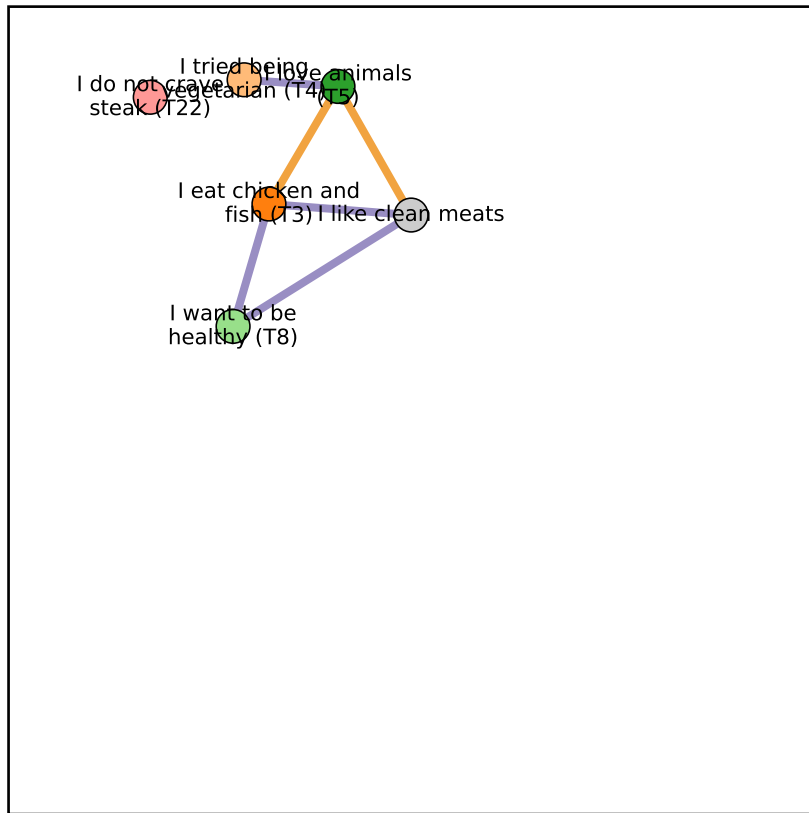 I tried being
vegetarian (T4)
I love animals
(T5)
I do not crave
steak (T22)
I eat chicken and
fish (T3)
I like clean meats
I want to be
healthy (T8)